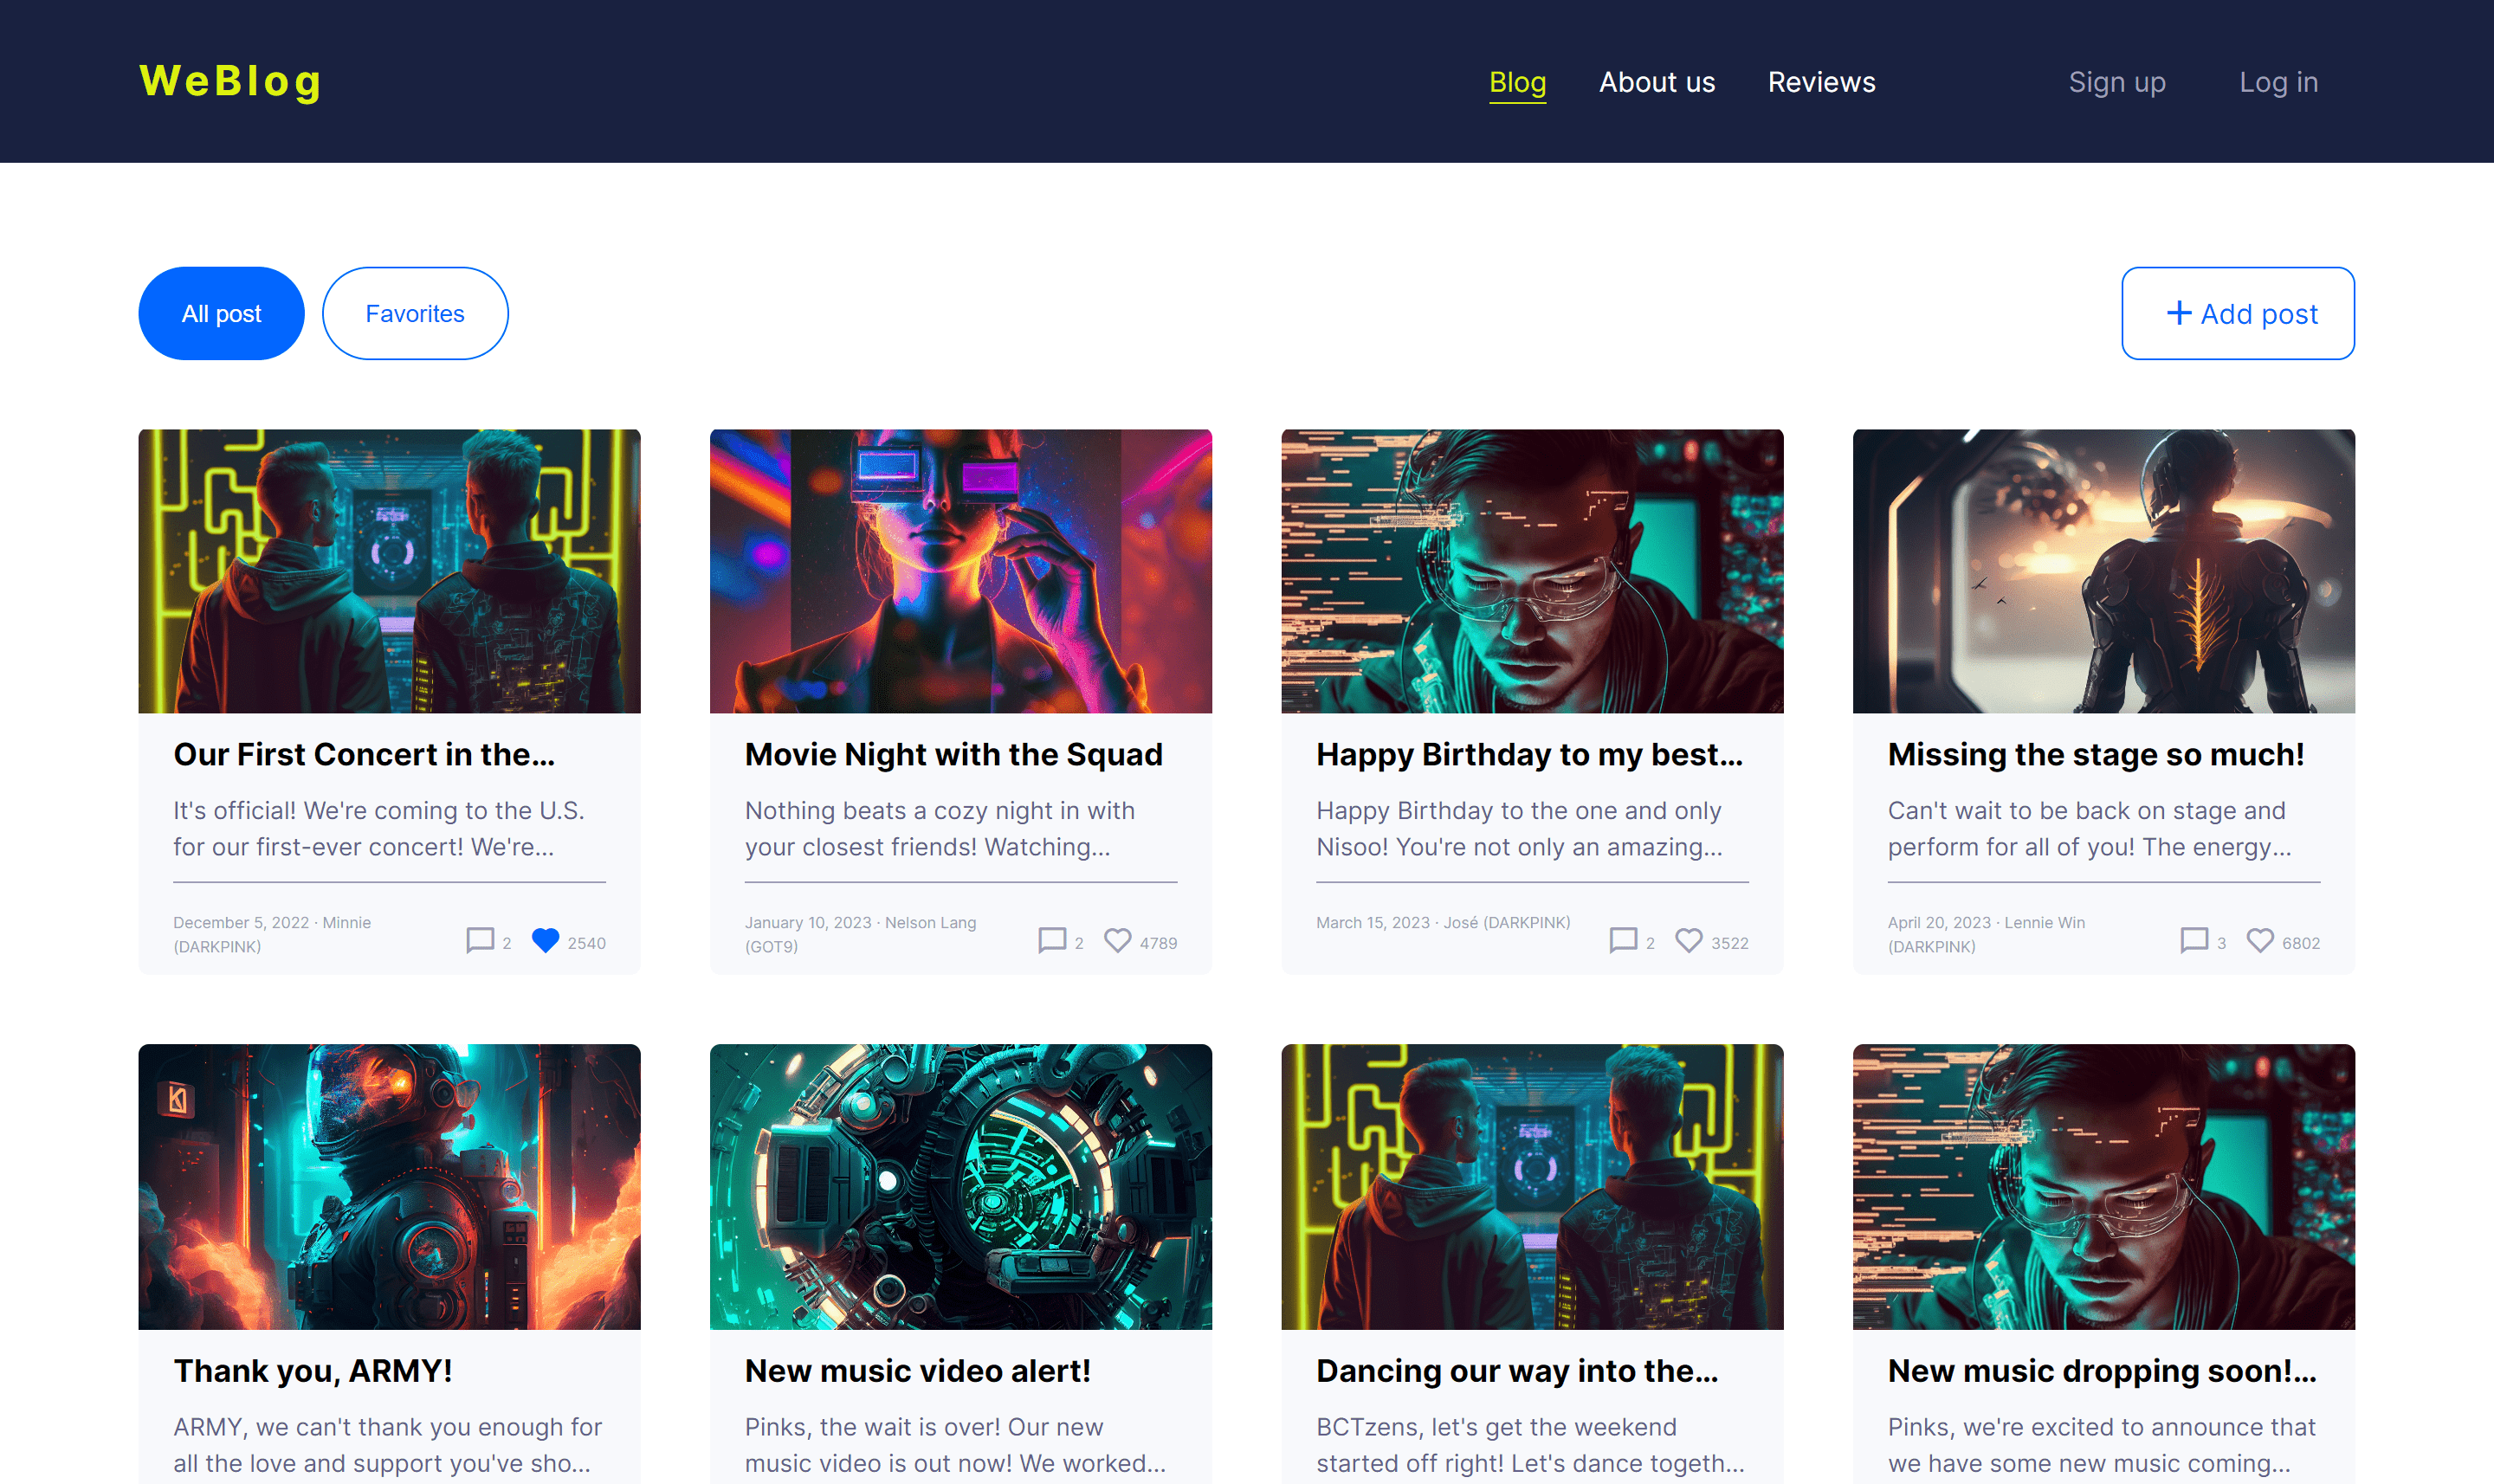 WeBlog
Blog About us Reviews Sign up Log in
All post Favorites Add post
Our First Concert in the...
It's official! We're coming to the U.S.
for our first-ever concert! We're...
December 5, 2022 · Minnie
(DARKPINK)
2 2540
Movie Night with the Squad
Nothing beats a cozy night in with
your closest friends! Watching...
January 10, 2023 · Nelson Lang
(GOT9)
2 4789
Happy Birthday to my best...
Happy Birthday to the one and only
Nisoo! You're not only an amazing...
March 15, 2023 · José (DARKPINK)
2 3522
Missing the stage so much!
Can't wait to be back on stage and
perform for all of you! The energy...
April 20, 2023 · Lennie Win
(DARKPINK)
3 6802
Thank you, ARMY!
ARMY, we can't thank you enough for
all the love and support you've sho...
New music video alert!
Pinks, the wait is over! Our new
music video is out now! We worked...
Dancing our way into the...
BCTzens, let's get the weekend
started off right! Let's dance togeth...
New music dropping soon!...
Pinks, we're excited to announce that
we have some new music coming...